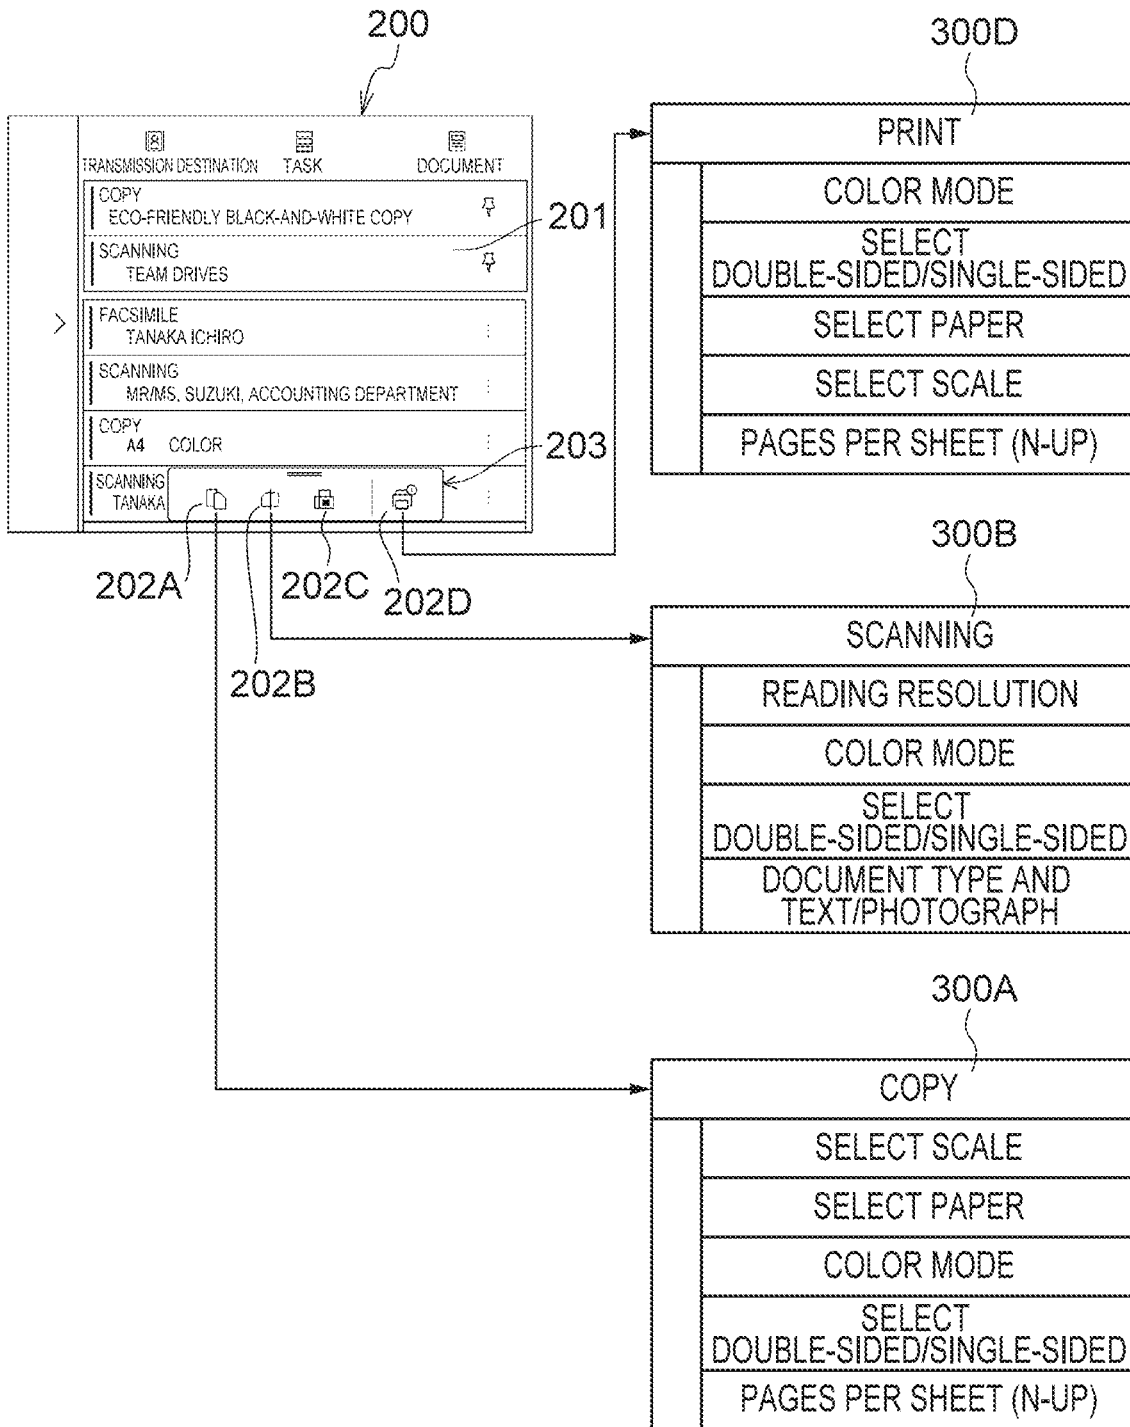 200
TRANSMISSION DESTINATION
TASK
DOCUMENT
COPY
ECO-FRIENDLY BLACK-AND-WHITE COPY
SCANNING
TEAM DRIVES
201
FACSIMILE
TANAKA ICHIRO
SCANNING
MR/MS, SUZUKI, ACCOUNTING DEPARTMENT
COPY
A4 COLOR
203
SCANNING
TANAKA
202A
202B
202C
202D
300D
PRINT
COLOR MODE
SELECT
DOUBLE-SIDED/SINGLE-SIDED
SELECT PAPER
SELECT SCALE
PAGES PER SHEET (N-UP)
300B
SCANNING
READING RESOLUTION
COLOR MODE
SELECT
DOUBLE-SIDED/SINGLE-SIDED
DOCUMENT TYPE AND
TEXT/PHOTOGRAPH
300A
COPY
SELECT SCALE
SELECT PAPER
COLOR MODE
SELECT
DOUBLE-SIDED/SINGLE-SIDED
PAGES PER SHEET (N-UP)